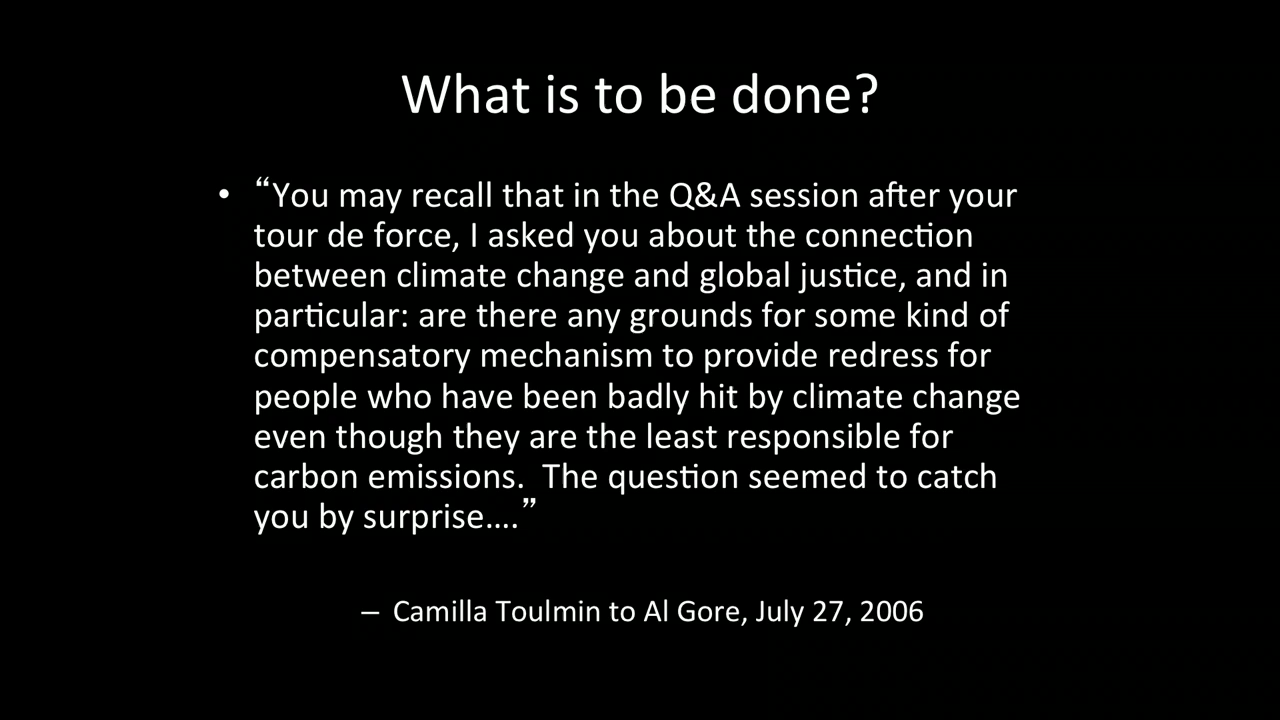 What is to be done?
• “You may recall that in the Q&A session after your
tour de force, I asked you about the connection
between climate change and global justice, and in
particular: are there any grounds for some kind of
compensatory mechanism to provide redress for
people who have been badly hit by climate change
even though they are the least responsible for
carbon emissions.  The question seemed to catch
you by surprise….”
– Camilla Toulmin to Al Gore, July 27, 2006